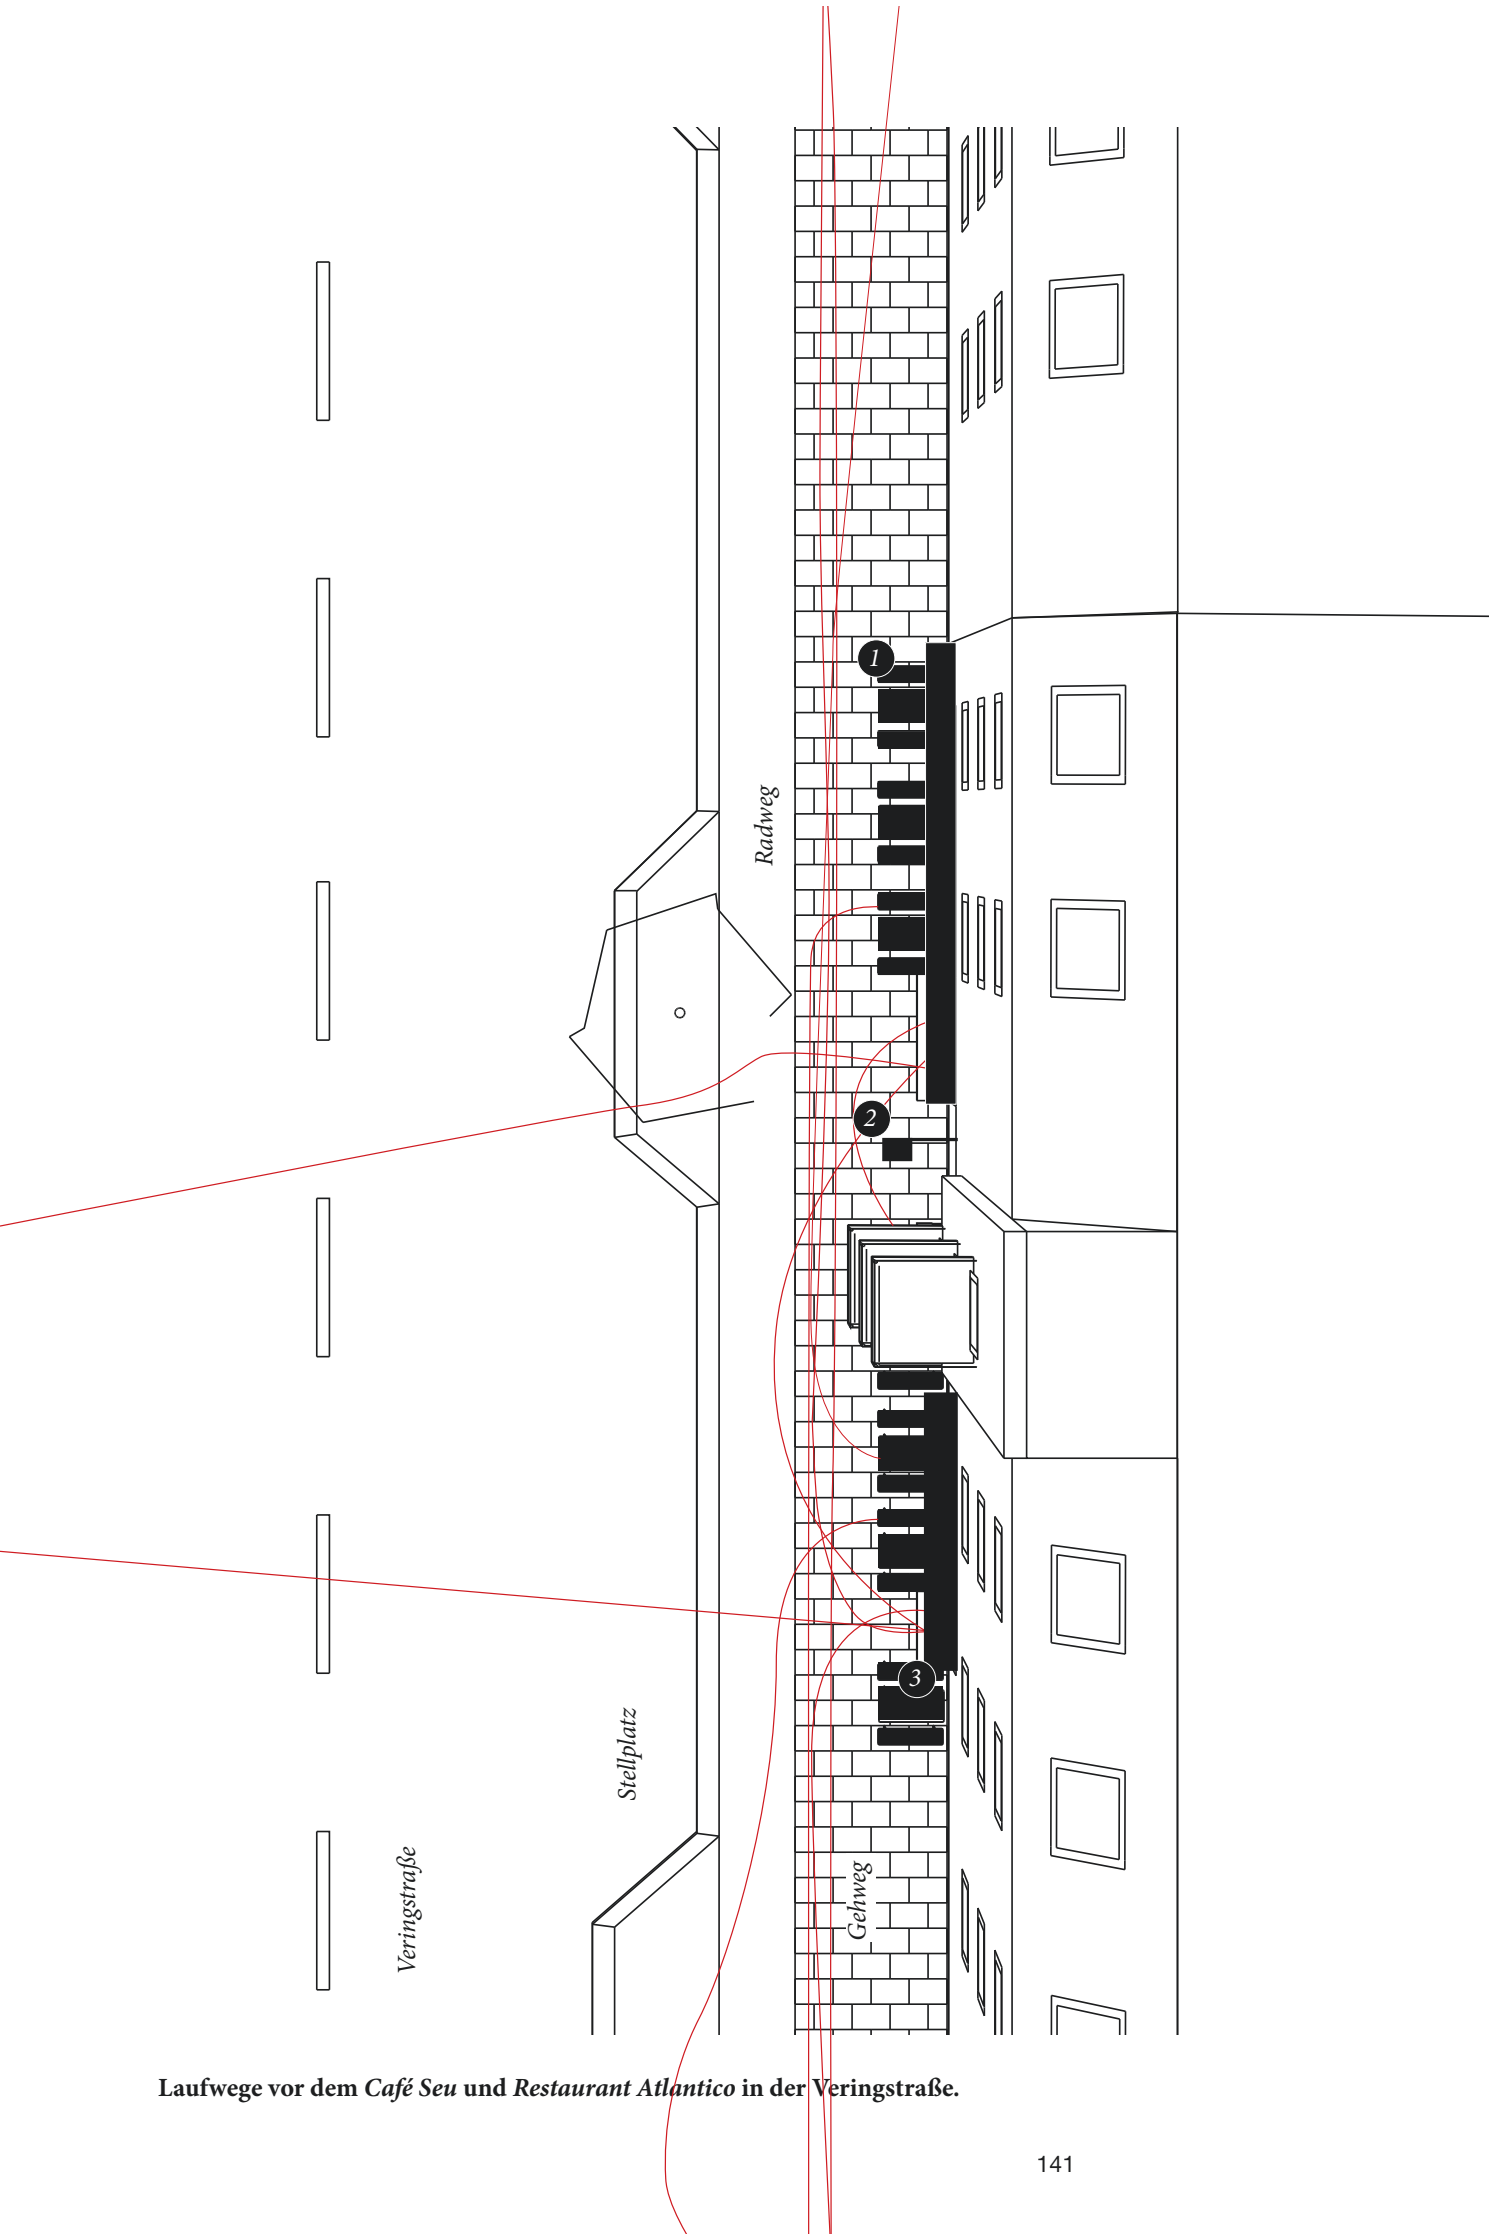 1
Radweg
2
3
Stellplatz
Veringstraße
Gehweg
Laufwege vor dem Café Seu und Restaurant Atlantico in der Veringstraße.
141